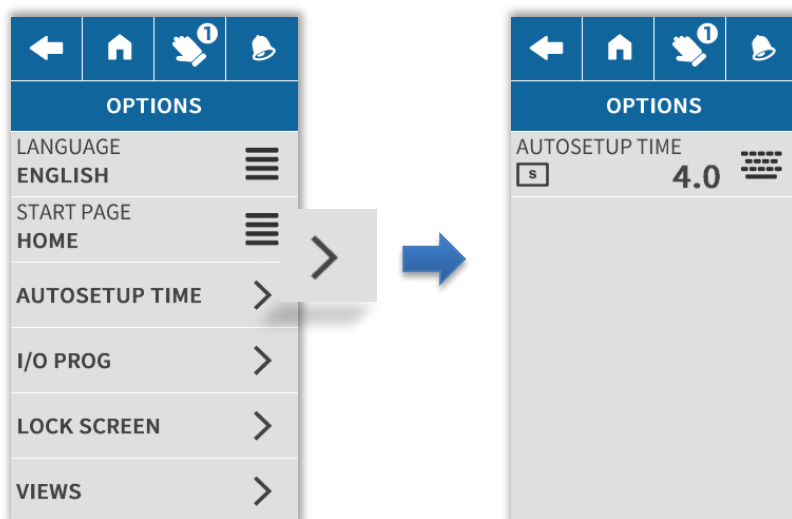 1
OPTIONS
LANGUAGE
ENGLISH
START PAGE
HOME
AUTOSETUP TIME
I/O PROG
LOCK SCREEN
VIEWS
1
OPTIONS
AUTOSETUP TIME
s 4.0